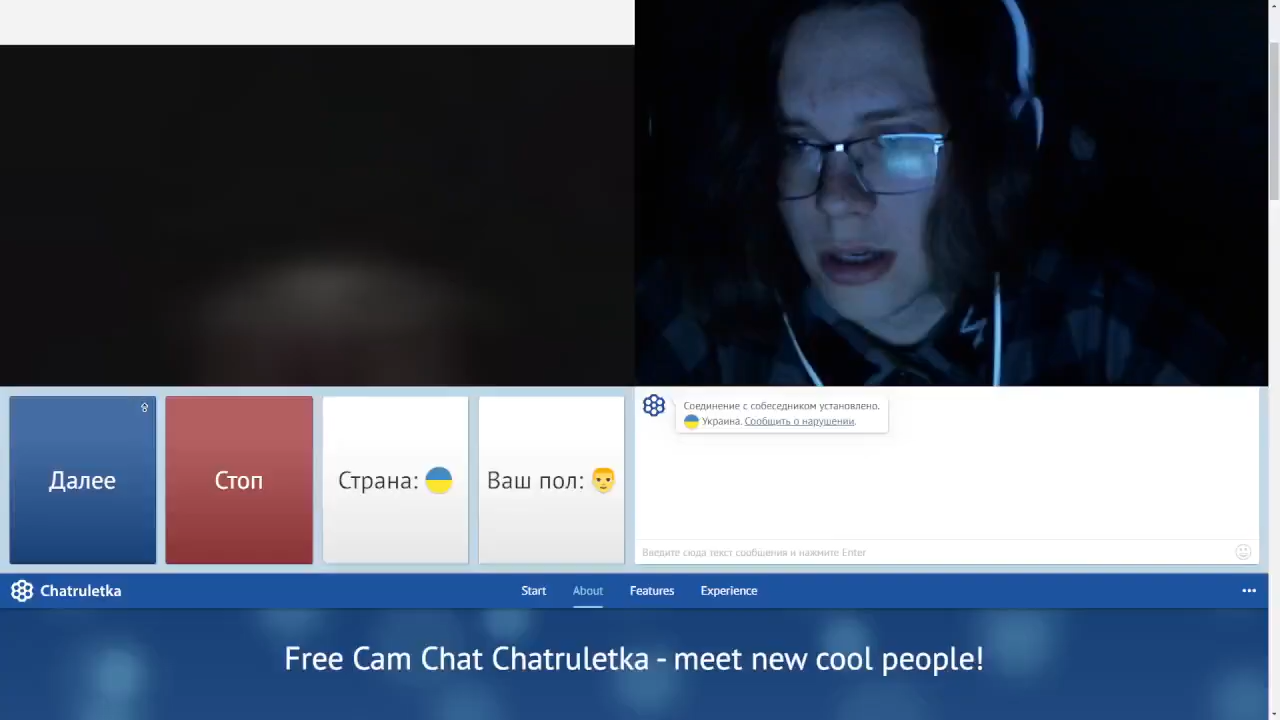 Соединение с собеседником установлено.
Украина. Сообщить о нарушении.
Далее
Стоп
Страна:
Ваш пол:
Введите сюда текст сообщения и нажмите Enter
Chatruletka
Start
About
Features
Experience
Free Cam Chat Chatruletka - meet new cool people!